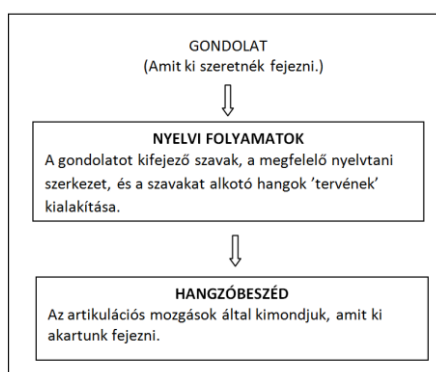 GONDOLAT
(Amit ki szeretnék fejezni.)
NYELVI FOLYAMATOK
A gondolatot kifejező szavak, a megfelelő nyelvtani
szerkezet, és a szavakat alkotó hangok ’tervének’
kialakítása.
HANGZÓBESZÉD
Az artikulációs mozgások által kimondjuk, amit ki
akartunk fejezni.